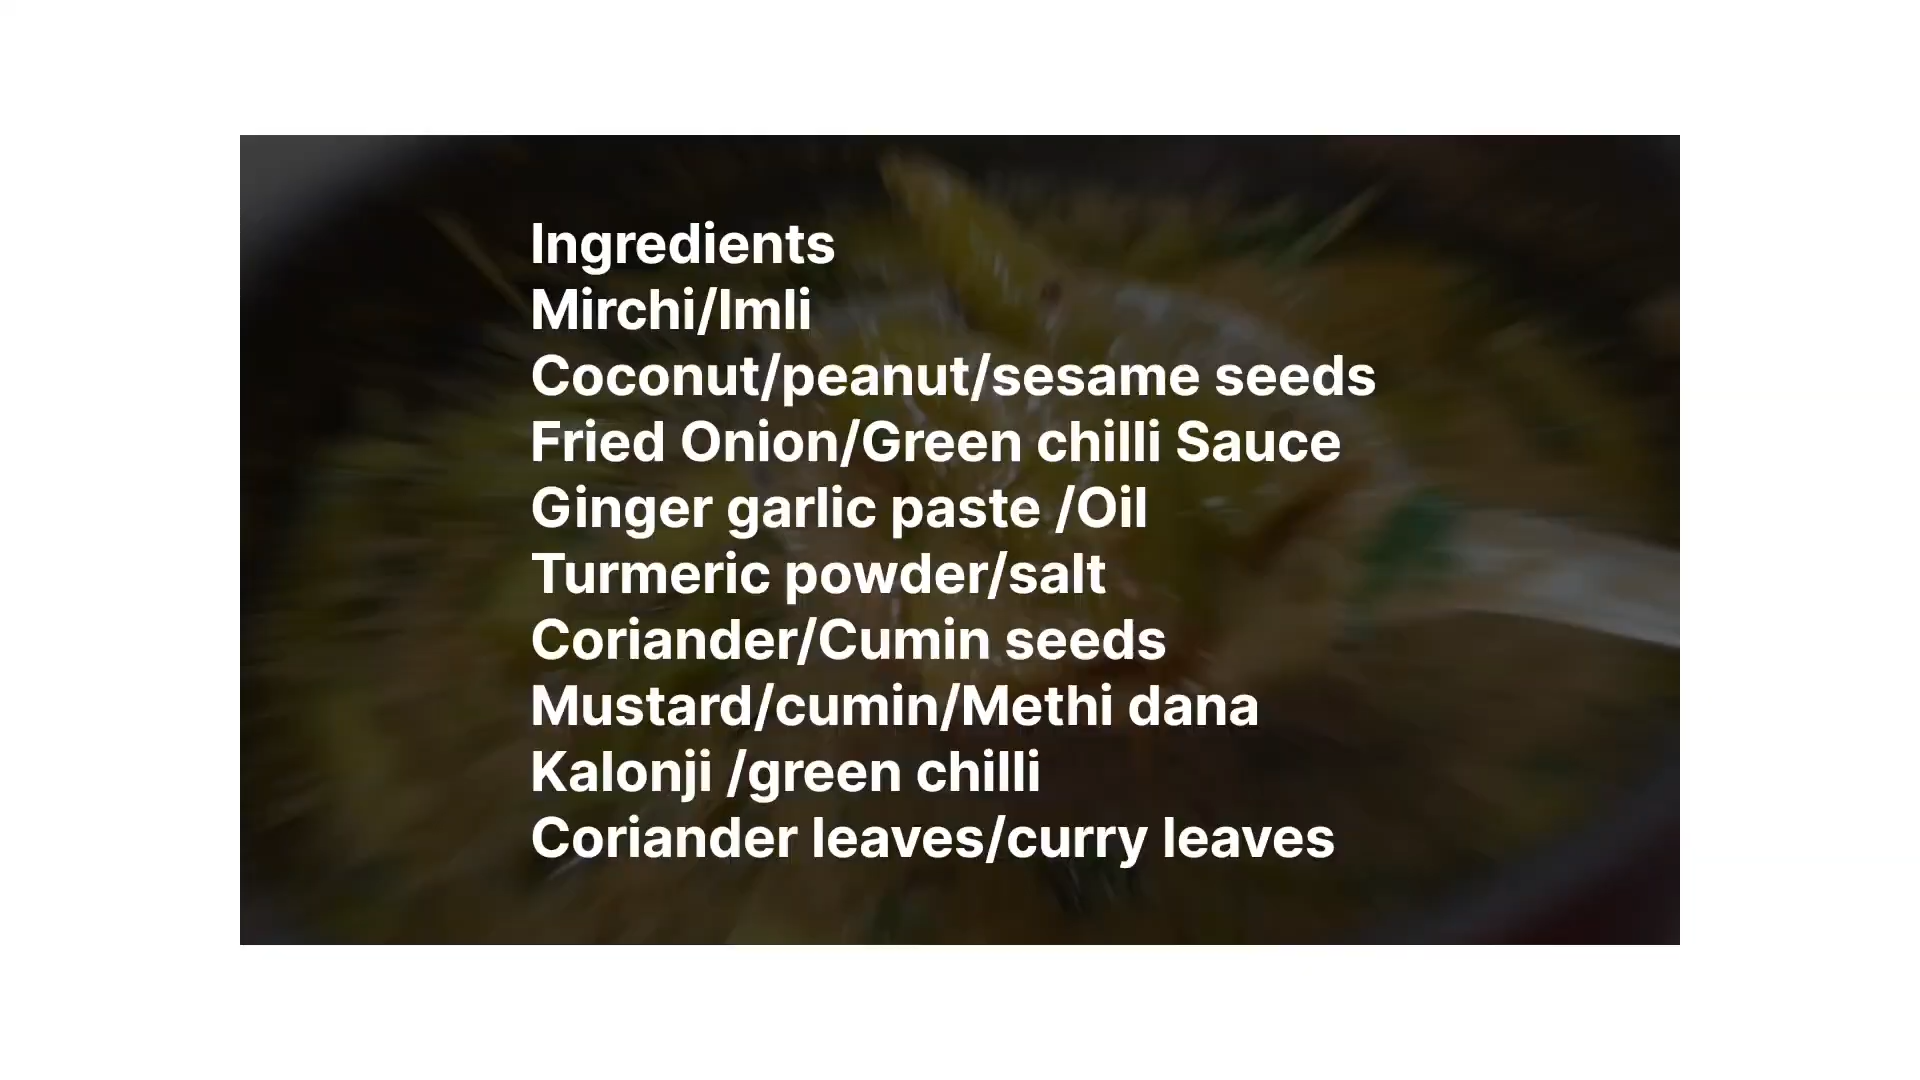 Ingredients
Mirchi/Imli
Coconut/peanut/sesame seeds
Fried Onion/Green chilli Sauce
Ginger garlic paste /Oil
Turmeric powder/salt
Coriander/Cumin seeds
Mustard/cumin/Methi dana
Kalonji /green chilli
Coriander leaves/curry leaves